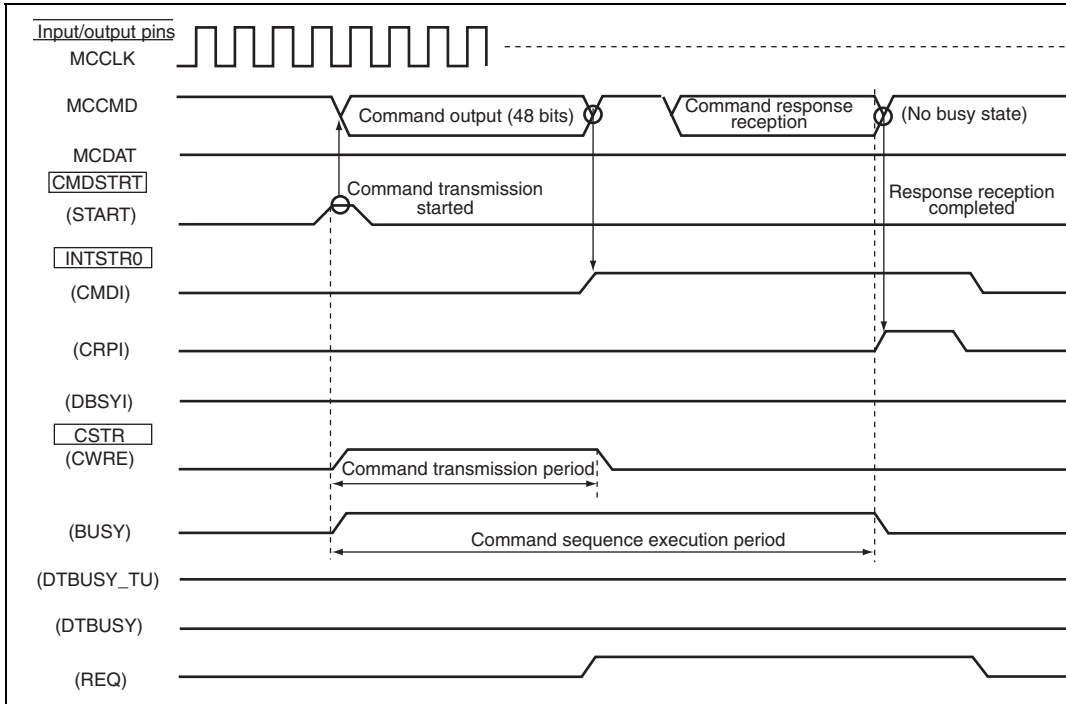 Input/output pins
MCCLK
MCCMD
Command output (48 bits)
Command response
reception
(No busy state)
MCDAT
CMDSTRT
(START)
Command transmission
started
Response reception
completed
INTSTR0
(CMDI)
(CRPI)
(DBSYI)
CSTR
(CWRE)
Command transmission period
(BUSY)
Command sequence execution period
(DTBUSY_TU)
(DTBUSY)
(REQ)